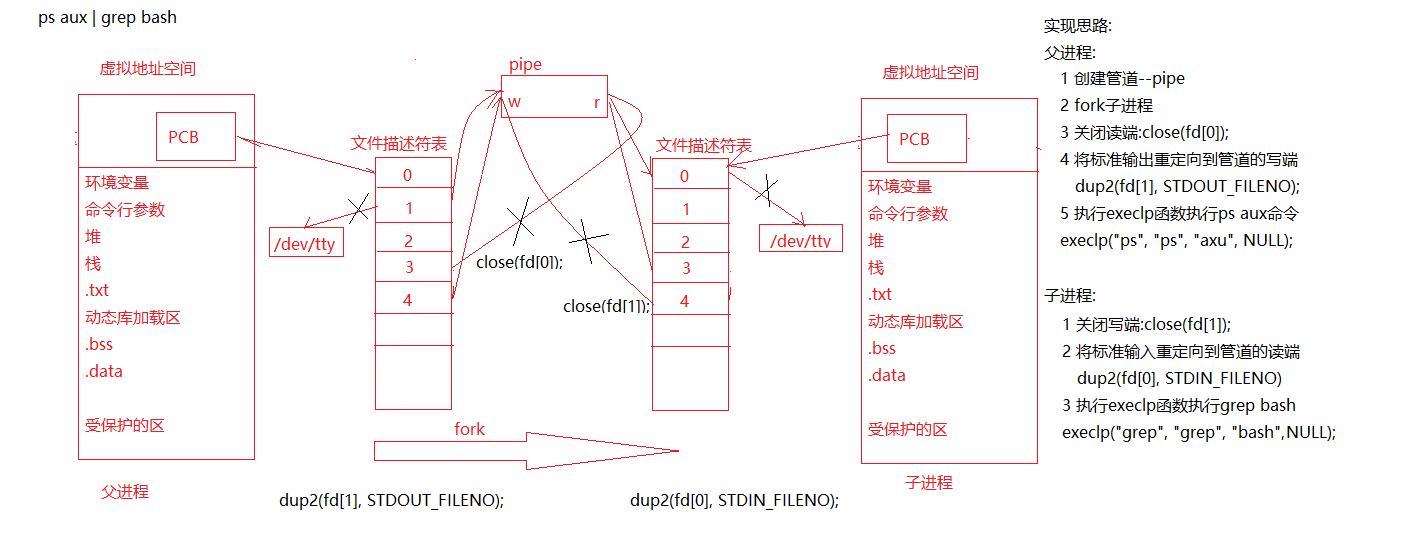 ps aux | grep bash
虚拟地址空间
PCB
环境变量
命令行参数
堆
栈
.txt
动态库加载区
.bss
.data
受保护的区
父进程
/dev/tty
文件描述符表
0
1
2
3
4
pipe
w r
close(fd[0]);
close(fd[1]);
文件描述符表
0
1
2
3
4
/dev/ttv
fork
dup2(fd[1], STDOUT_FILENO);
dup2(fd[0], STDIN_FILENO);
虚拟地址空间
PCB
环境变量
命令行参数
堆
栈
.txt
动态库加载区
.bss
.data
受保护的区
子进程
实现思路:
父进程:
1 创建管道--pipe
2 fork子进程
3 关闭读端:close(fd[0]);
4 将标准输出重定向到管道的写端
dup2(fd[1], STDOUT_FILENO);
5 执行execlp函数执行ps aux命令
execlp("ps", "ps", "axu", NULL);
子进程:
1 关闭写端:close(fd[1]);
2 将标准输入重定向到管道的读端
dup2(fd[0], STDIN_FILENO)
3 执行execlp函数执行grep bash
execlp("grep", "grep", "bash",NULL);